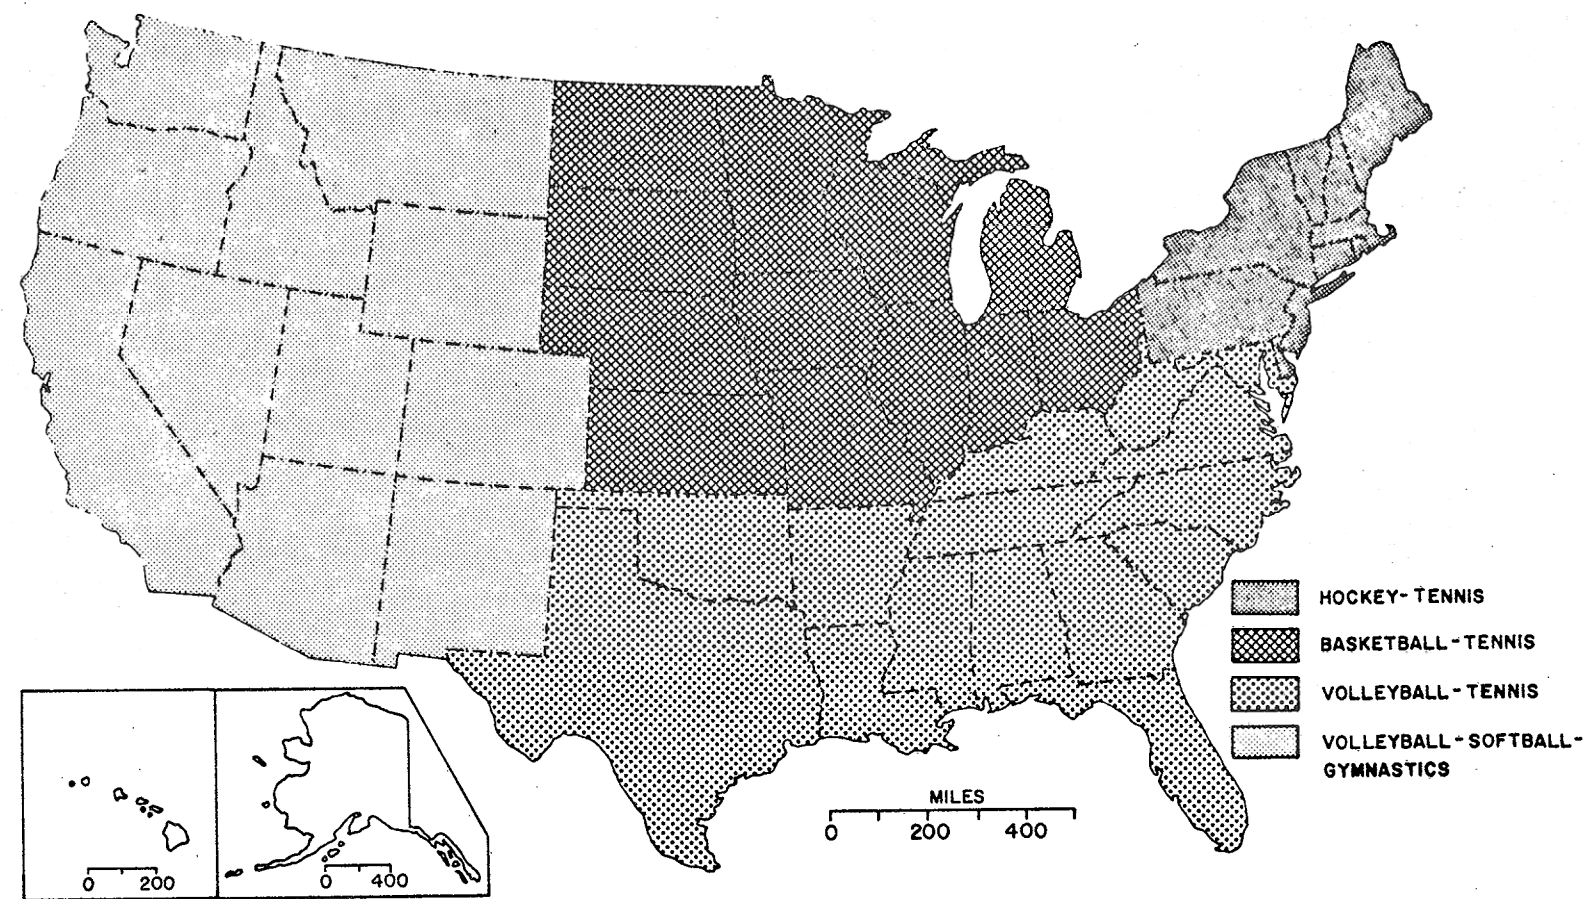 HOCKEY-TENNIS
BASKETBALL-TENNIS
VOLLEYBALL-TENNIS
VOLLEYBALL-SOFTBALL-
GYMNASTICS
MILES
0 200 400
0 200
0 400